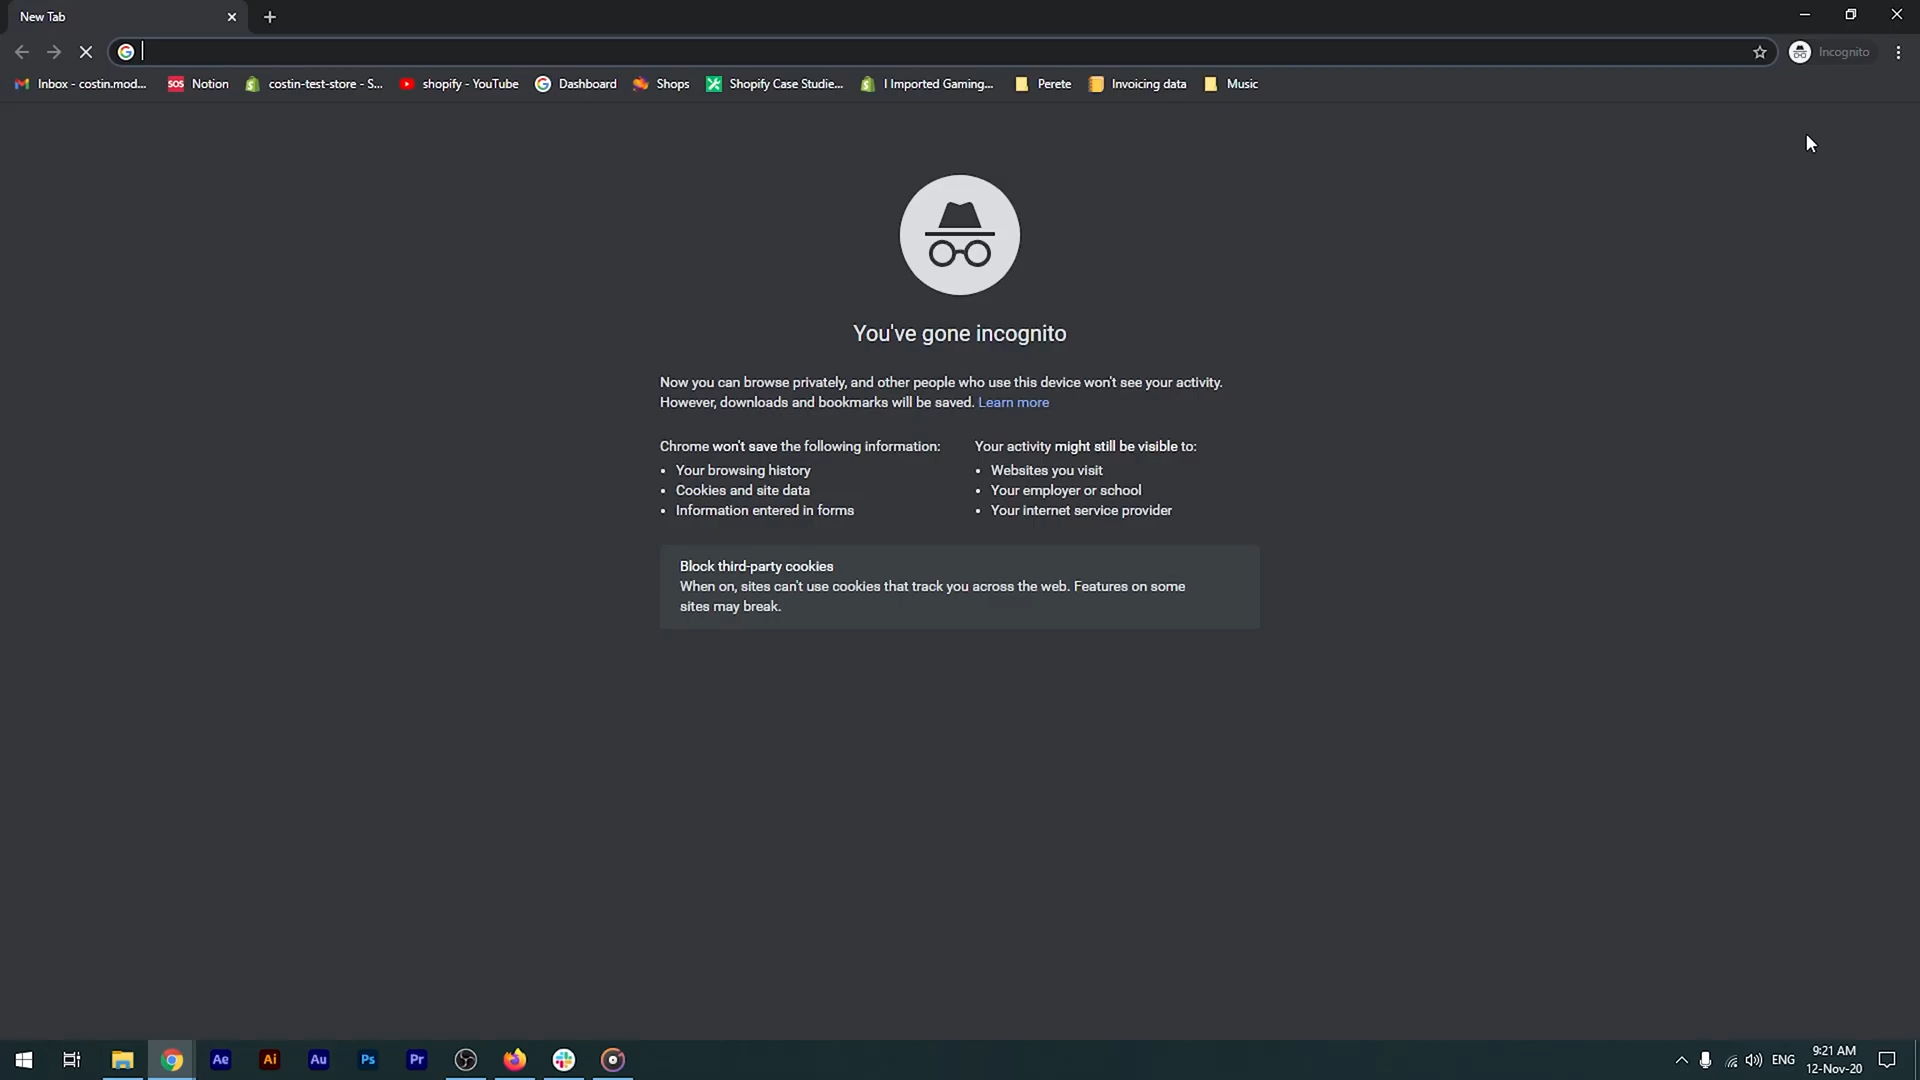 New Tab
Incognito
Inbox - costin.mod...
SOS Notion
costin-test-store - S...
shopify - YouTube
Dashboard
Shops
Shopify Case Studie...
I Imported Gaming...
Perete
Invoicing data
Music
You've gone incognito
Now you can browse privately, and other people who use this device won't see your activity.
However, downloads and bookmarks will be saved. Learn more
Chrome won't save the following information:
Your browsing history
Cookies and site data
Information entered in forms
Your activity might still be visible to:
Websites you visit
Your employer or school
Your internet service provider
Block third-party cookies
When on, sites can't use cookies that track you across the web. Features on some
sites may break.
Ae
Ai
Au
Ps
Pr
ENG
9:21 AM
12-Nov-20